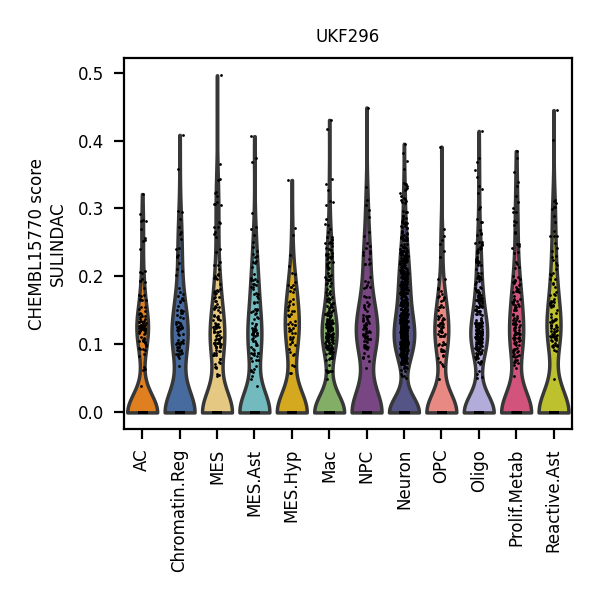 UKF296
CHEMBL15770 score
SULINDAC
0.5
0.4
0.3
0.2
0.1
0.0
AC
Chromatin.Reg
MES
MES.Ast
MES.Hyp
Mac
NPC
Neuron
OPC
Oligo
Prolif.Metab
Reactive.Ast